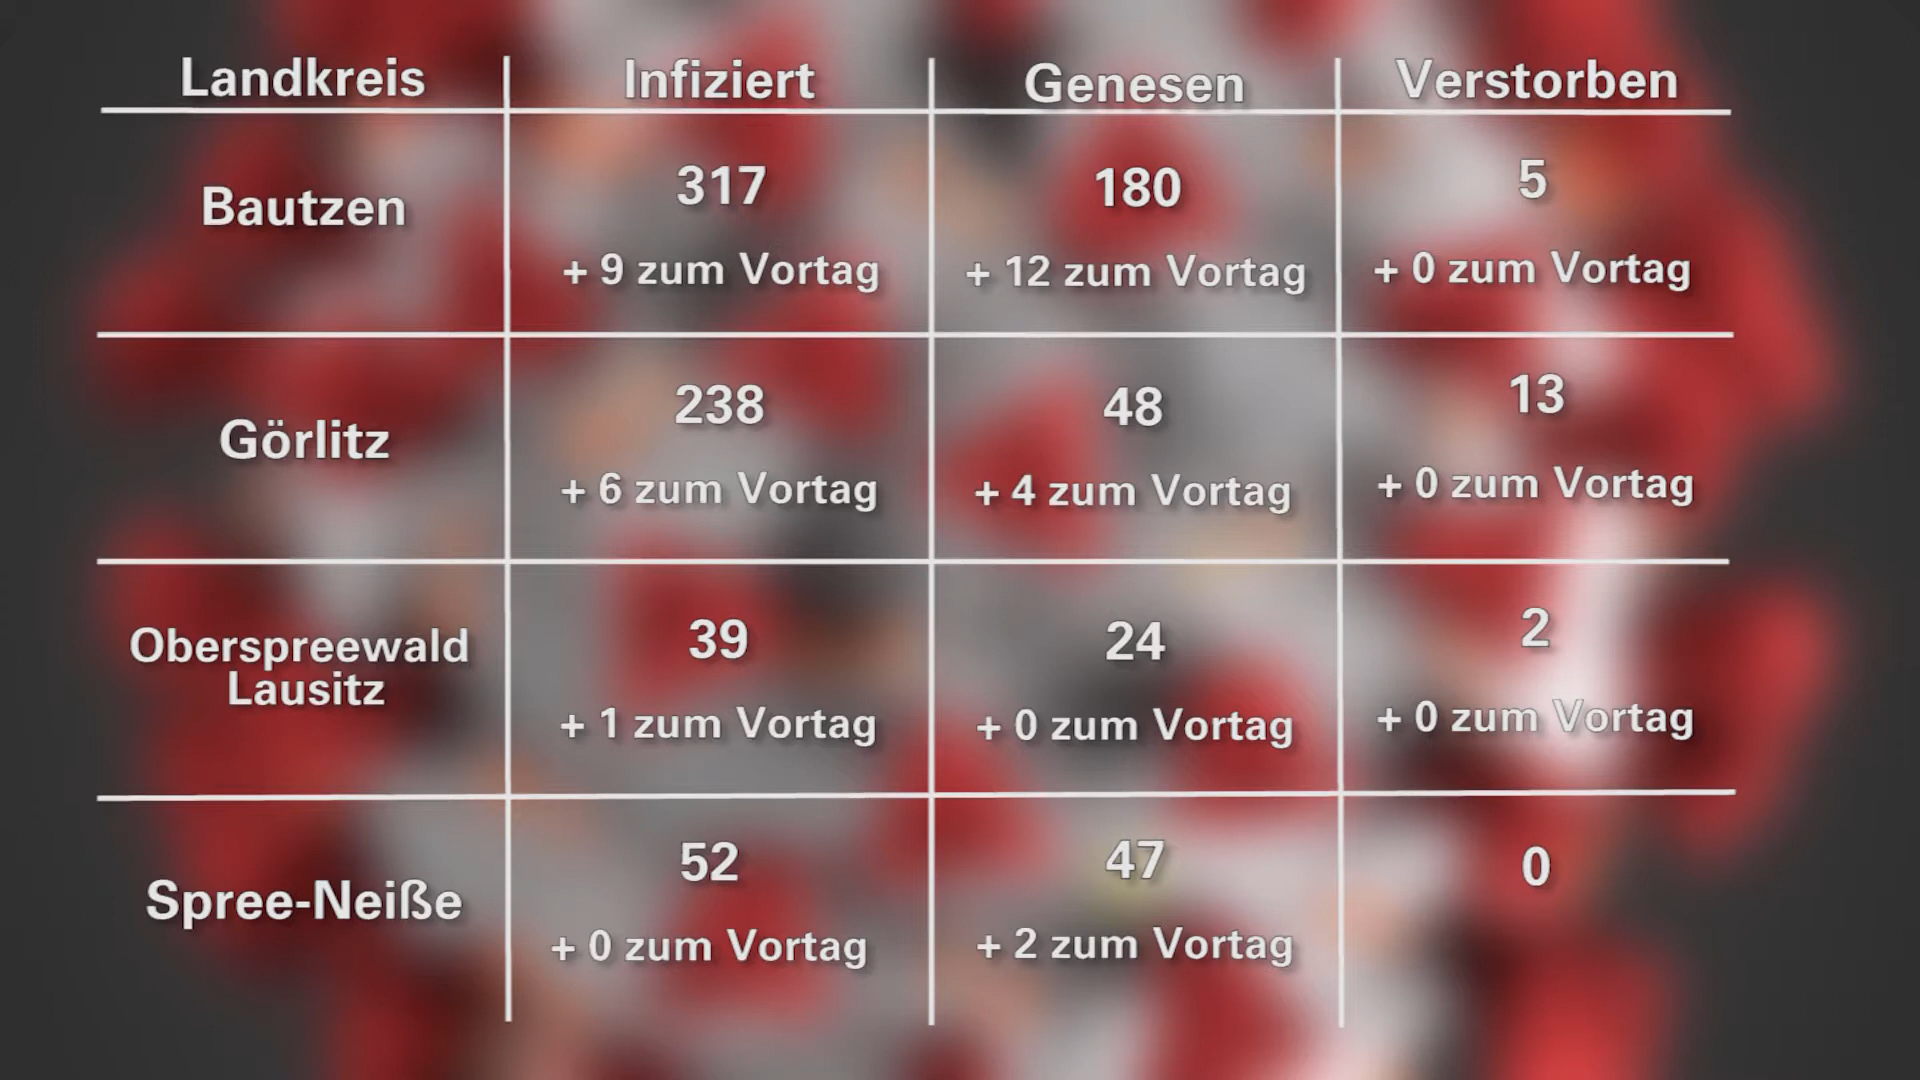 Landkreis Infiziert Genesen Verstorben
Bautzen
317 180 5
+ 9 zum Vortag + 12 zum Vortag + 0 zum Vortag
Görlitz
238 48 13
+ 6 zum Vortag + 4 zum Vortag + 0 zum Vortag
Oberspreewald
Lausitz
39 24 2
+ 1 zum Vortag + 0 zum Vortag + 0 zum Vortag
Spree-Neiße
52 47 0
+ 0 zum Vortag + 2 zum Vortag